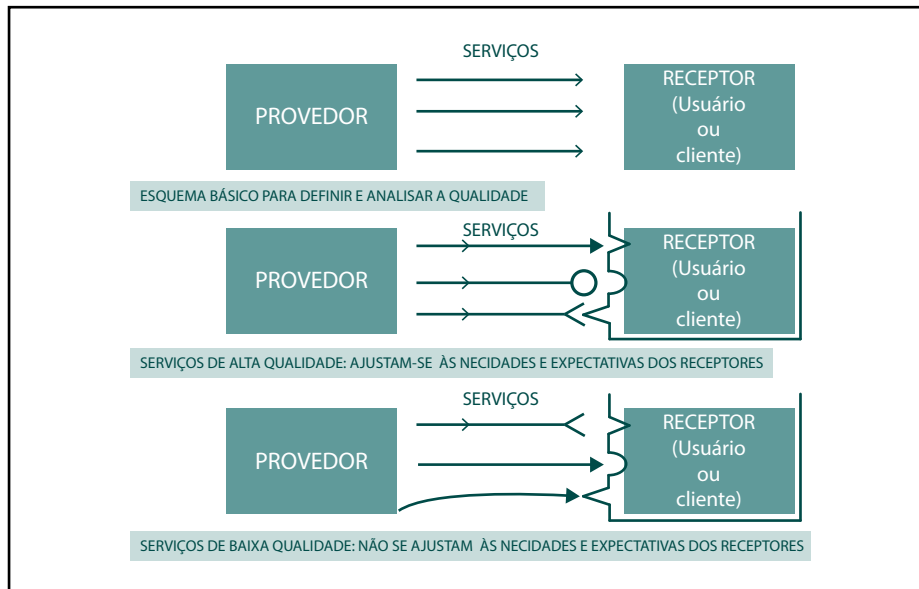 SERVIÇOS
PROVEDOR
RECEPTOR
(Usuário
ou
cliente)
ESQUEMA BÁSICO PARA DEFINIR E ANALISAR A QUALIDADE
SERVIÇOS
PROVEDOR
RECEPTOR
(Usuário
ou
cliente)
SERVIÇOS DE ALTA QUALIDADE: AJUSTAM-SE ÀS NECIDADES E EXPECTATIVAS DOS RECEPTORES
SERVIÇOS
PROVEDOR
RECEPTOR
(Usuário
ou
cliente)
SERVIÇOS DE BAIXA QUALIDADE: NÃO SE AJUSTAM ÀS NECIDADES E EXPECTATIVAS DOS RECEPTORES